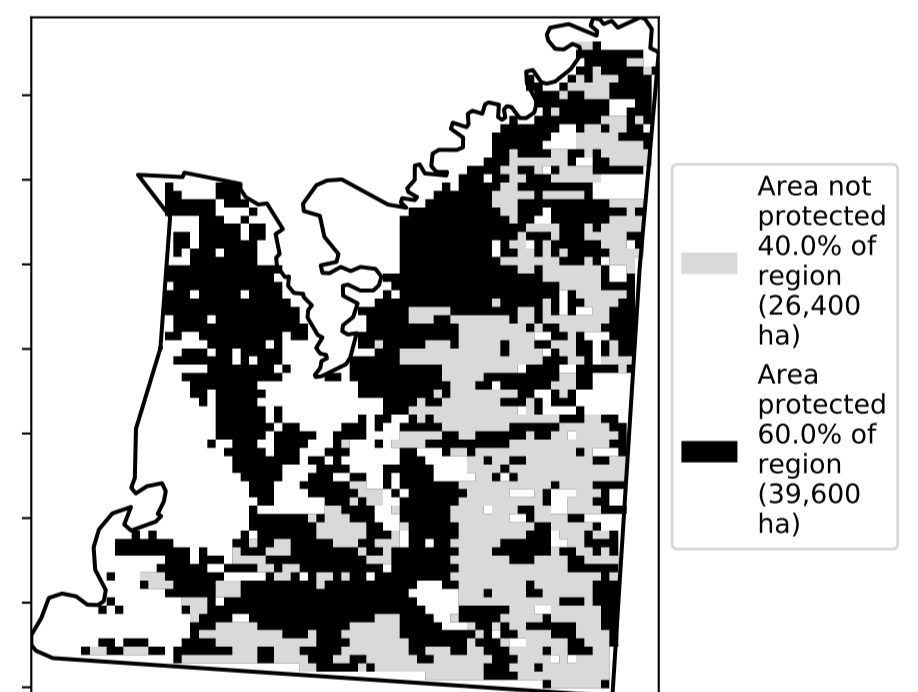 Area not
protected
40.0% of
region
(26,400
ha)
Area
protected
60.0% of
region
(39,600
ha)